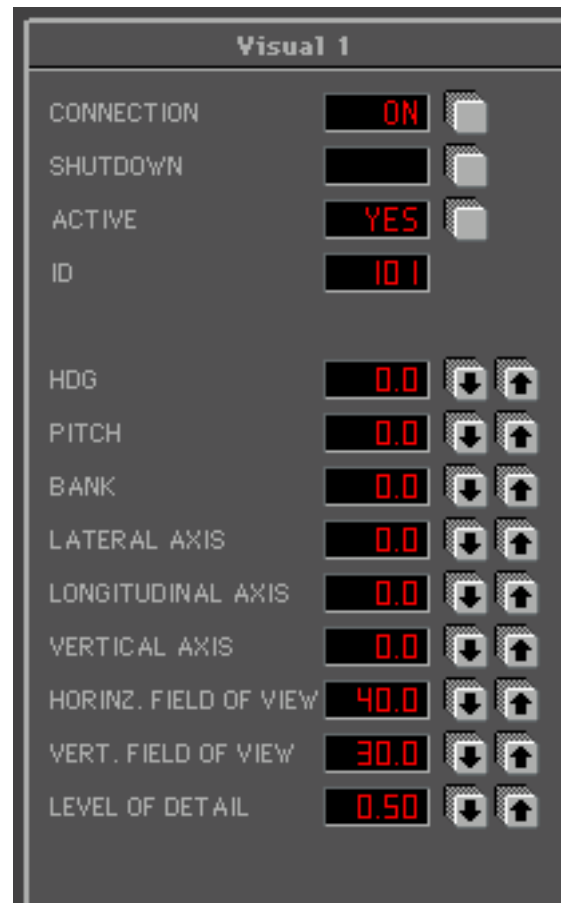 Visual 1
CONNECTION ON
SHUTDOWN
ACTIVE YES
ID 101
HDG 0.0
PITCH 0.0
BANK 0.0
LATERAL AXIS 0.0
LONGITUDINAL AXIS 0.0
VERTICAL AXIS 0.0
HORINZ. FIELD OF VIEW 40.0
VERT. FIELD OF VIEW 30.0
LEVEL OF DETAIL 0.50